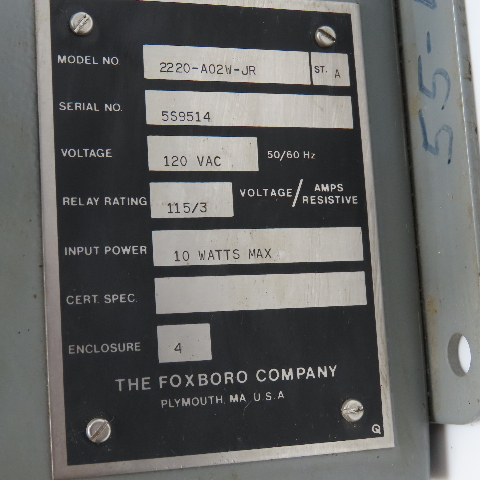 MODEL NO 2220-A02W-JR ST. A
SERIAL NO. 5S9514
VOLTAGE 120 VAC 50/60 Hz
RELAY RATING 115/3 VOLTAGE/AMPS RESISTIVE
INPUT POWER 10 WATTS MAX
CERT. SPEC.
ENCLOSURE 4
THE FOXBORO COMPANY
PLYMOUTH, MA U.S.A
Q
55-